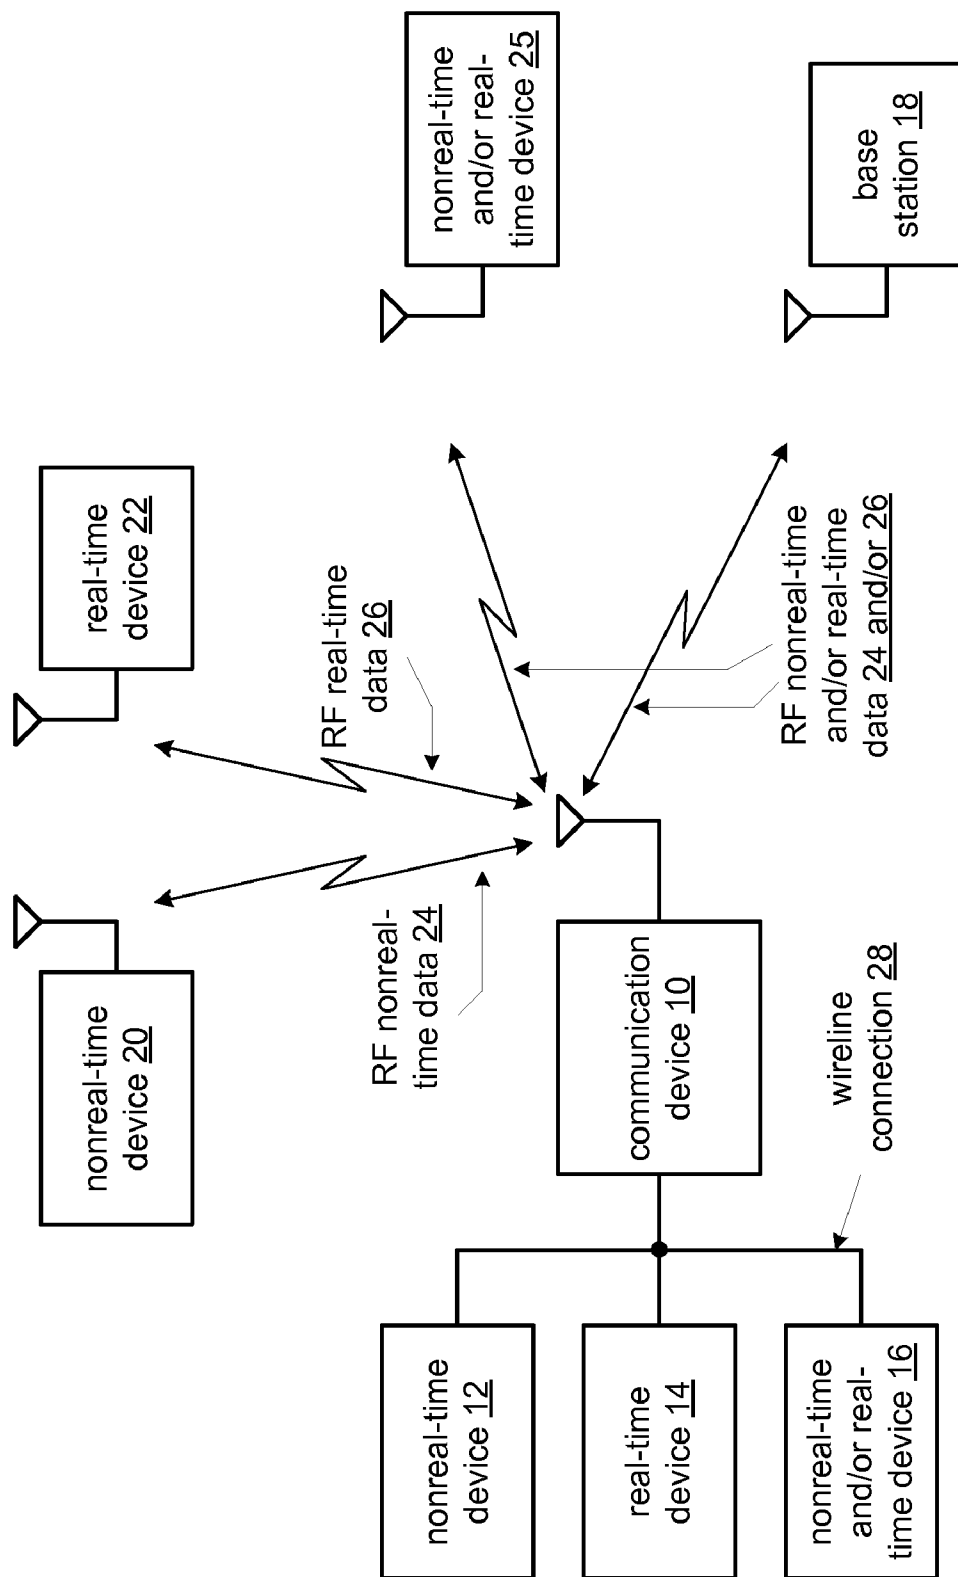 nonreal-time
device 20
real-time
device 22
RF nonreal-
time data 24
RF real-time
data 26
nonreal-time
and/or real-
time device 25
nonreal-time
device 12
real-time
device 14
nonreal-time
and/or real-
time device 16
communication
device 10
wireline
connection 28
RF nonreal-time
and/or real-time
data 24 and/or 26
base
station 18